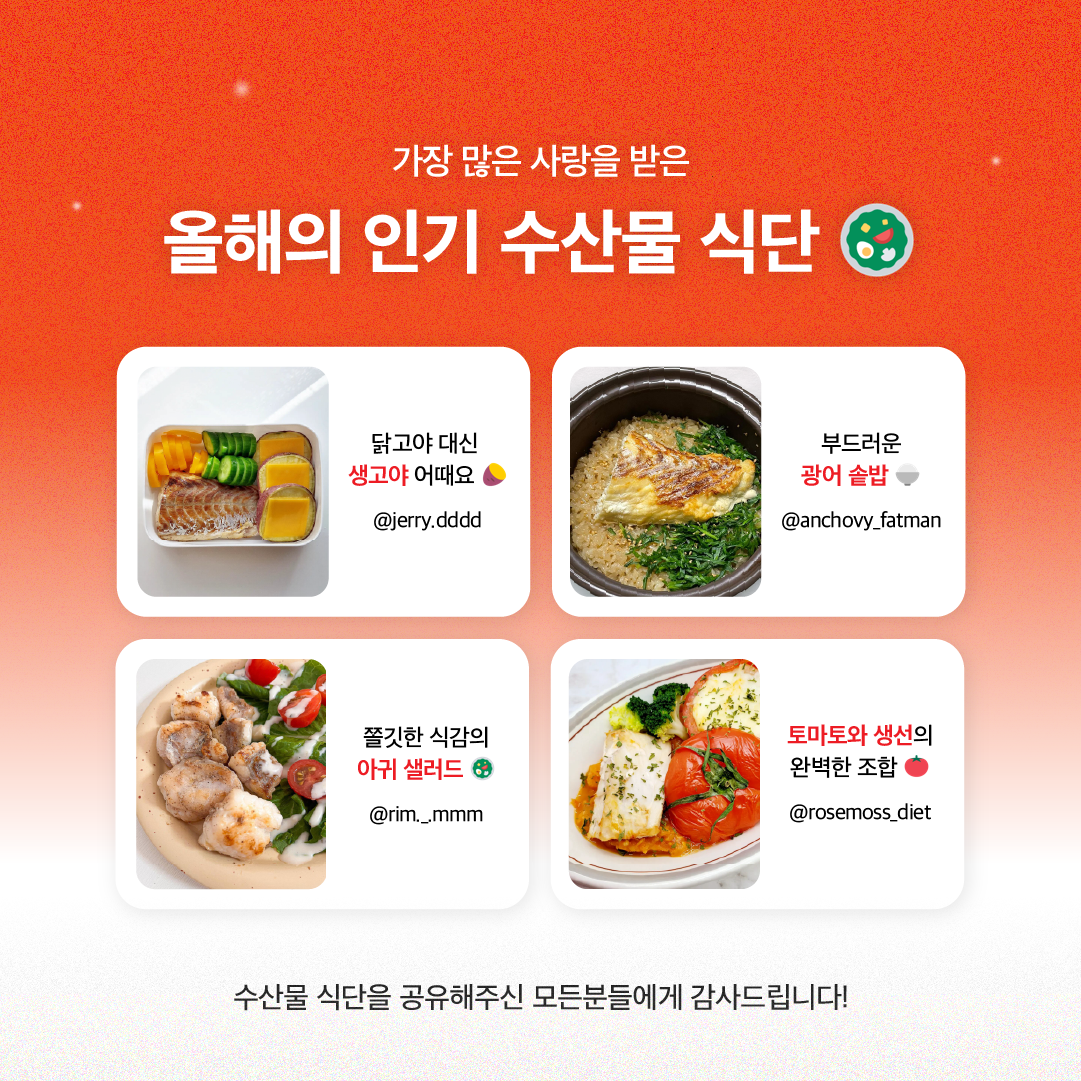 가장 많은 사랑을 받은
올해의 인기 수산물 식단
닭고야 대신
생고야 어때요
@jerry.dddd
부드러운
광어 솥밥
@anchovy_fatman
쫄깃한 식감의
아귀 샐러드
@rim._.mmm
토마토와 생선의
완벽한 조합
@rosemoss_diet
수산물 식단을 공유해주신 모든분들에게 감사드립니다!